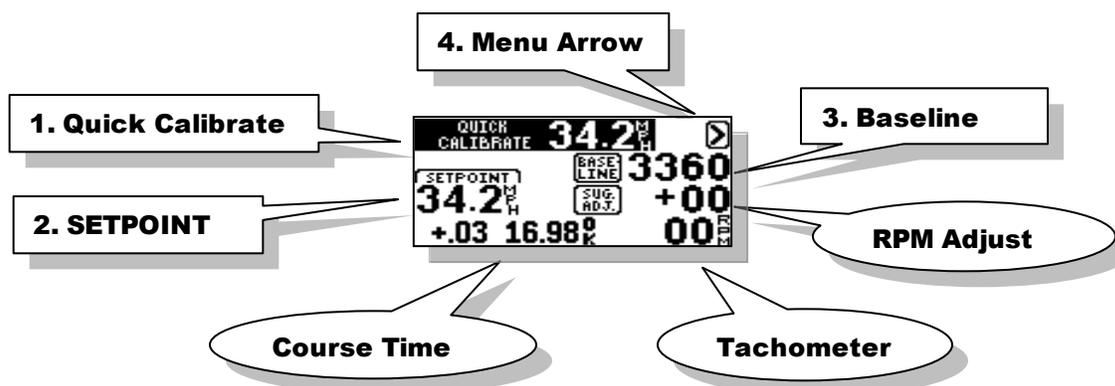 4. Menu Arrow
1. Quick Calibrate
3. Baseline
QUICK
CALIBRATE 34.2 MPH >
BASE
LINE 3360
SETPOINT
34.2 MPH
SUG.
ADJ. +00
2. SETPOINT
+.03 16.98 OK 00 RPM
RPM Adjust
Course Time
Tachometer